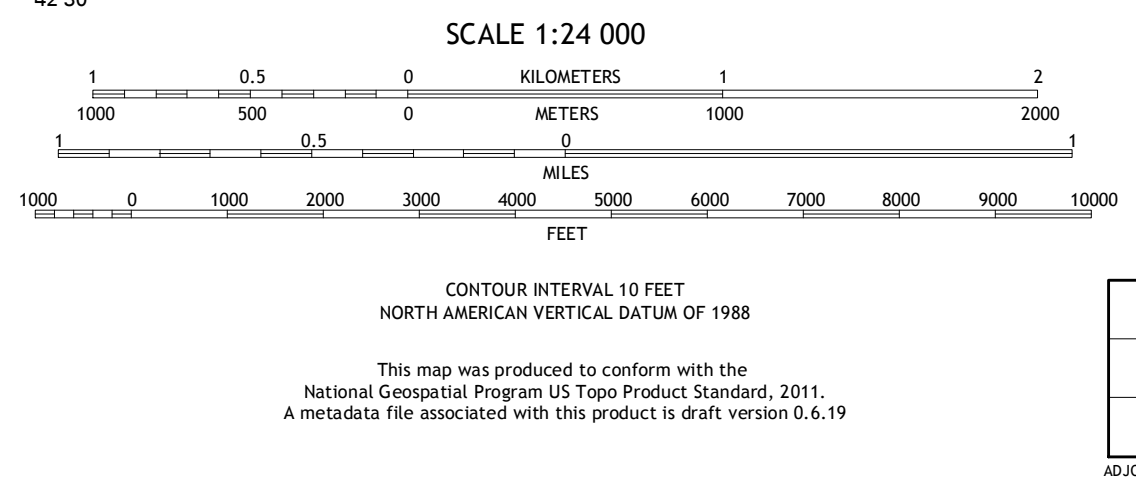 SCALE 1:24 000
1 0.5 0 KILOMETERS 1 2
1000 500 0 METERS 1000 2000
1 0.5 0 1
MILES
1000 0 1000 2000 3000 4000 5000 6000 7000 8000 9000 10000
FEET
CONTOUR INTERVAL 10 FEET
NORTH AMERICAN VERTICAL DATUM OF 1988
This map was produced to conform with the
National Geospatial Program US Topo Product Standard, 2011.
A metadata file associated with this product is draft version 0.6.19